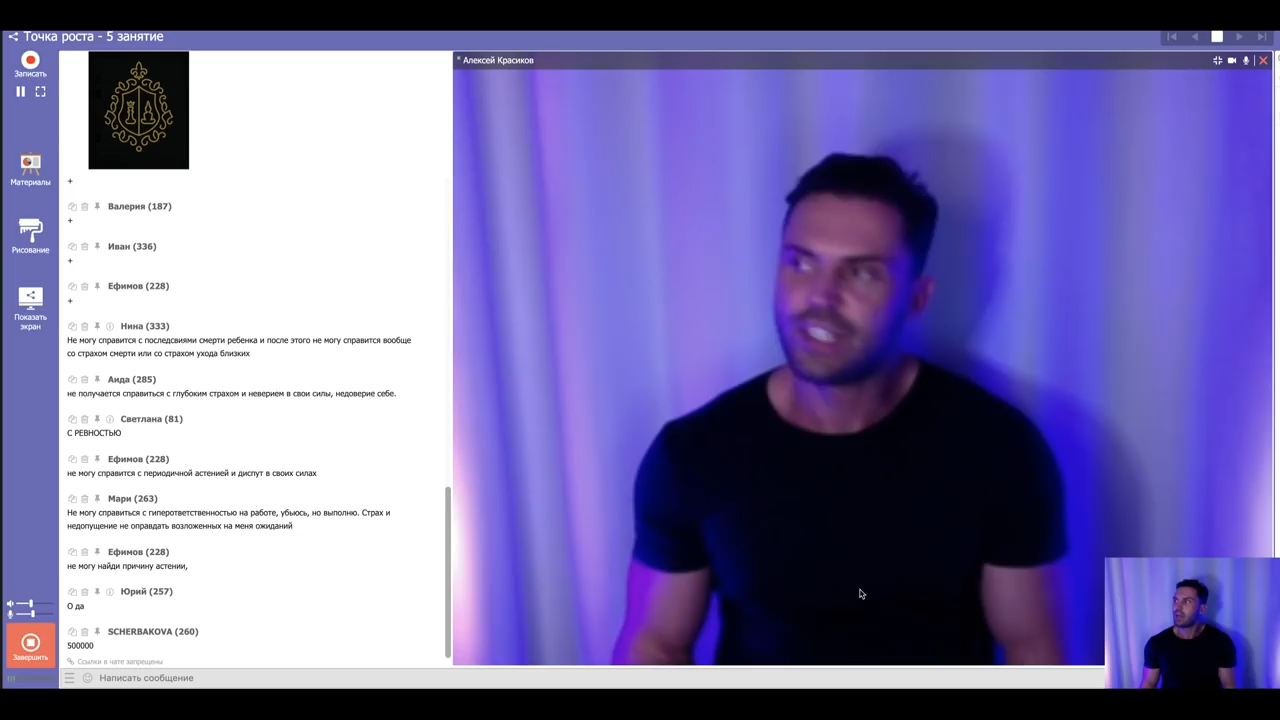 Точка роста - 5 занятие
Записать
Материалы
Рисование
Показать
экран
Завершить
+
Валерия (187)
+
Иван (336)
+
Ефимов (228)
+
Нина (333)
Не могу справится с последсвиями смерти ребенка и после этого не могу справится вообще
со страхом смерти или со страхом ухода близких
Аида (285)
не получается справиться с глубоким страхом и неверием в свои силы, недоверие себе.
Светлана (81)
С РЕВНОСТЬЮ
Ефимов (228)
не могу справится с периодичной астенией и диспут в своих силах
Мари (263)
Не могу справиться с гиперответственностью на работе, убьюсь, но выполню. Страх и
недопущение не оправдать возложенных на меня ожиданий
Ефимов (228)
не могу найди причину астении,
Юрий (257)
О да
SCHERBAKOVA (260)
500000
Ссылки в чате запрещены
Написать сообщение
* Алексей Красиков